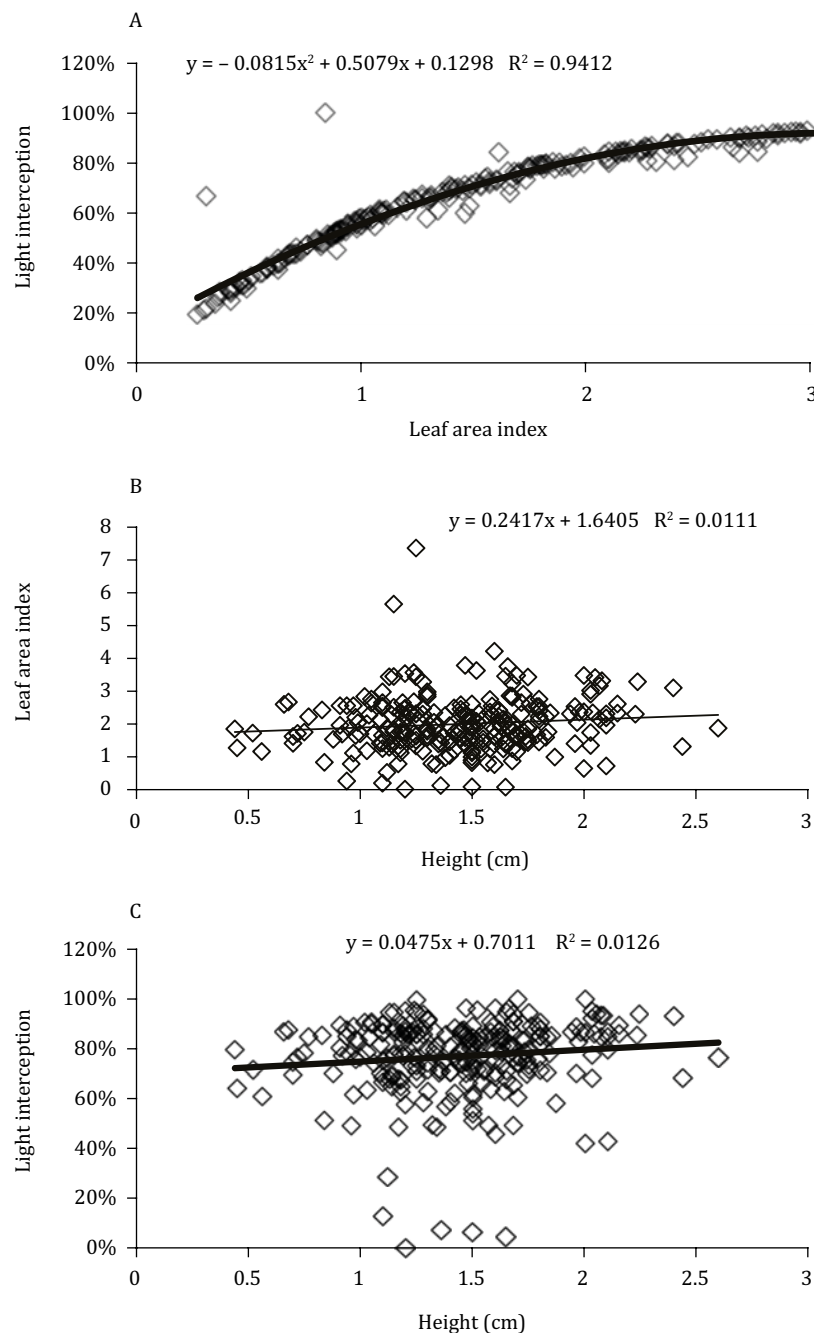 A
y = – 0.0815x² + 0.5079x + 0.1298 R² = 0.9412
120%
100%
80%
60%
40%
20%
0%
Light interception
0 1 2 3
Leaf area index
B
y = 0.2417x + 1.6405 R² = 0.0111
8
7
6
5
4
3
2
1
0
Leaf area index
0 0.5 1 1.5 2 2.5 3
Height (cm)
C
y = 0.0475x + 0.7011 R² = 0.0126
120%
100%
80%
60%
40%
20%
0%
Light interception
0 0.5 1 1.5 2 2.5 3
Height (cm)